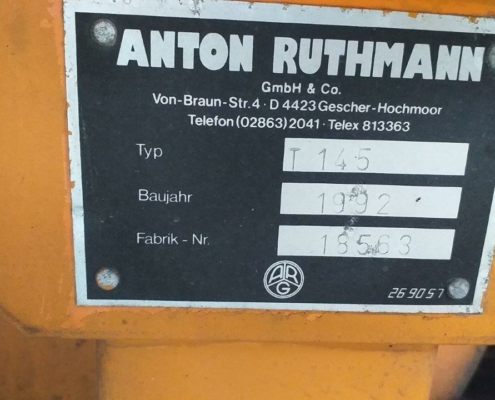 ANTON RUTHMANN
GmbH & Co.
Von-Braun-Str. 4 · D 4423 Gescher-Hochmoor
Telefon (02863) 2041 · Telex 813363
Typ T 145
Baujahr 1992
Fabrik - Nr. 18563
ARG
269057